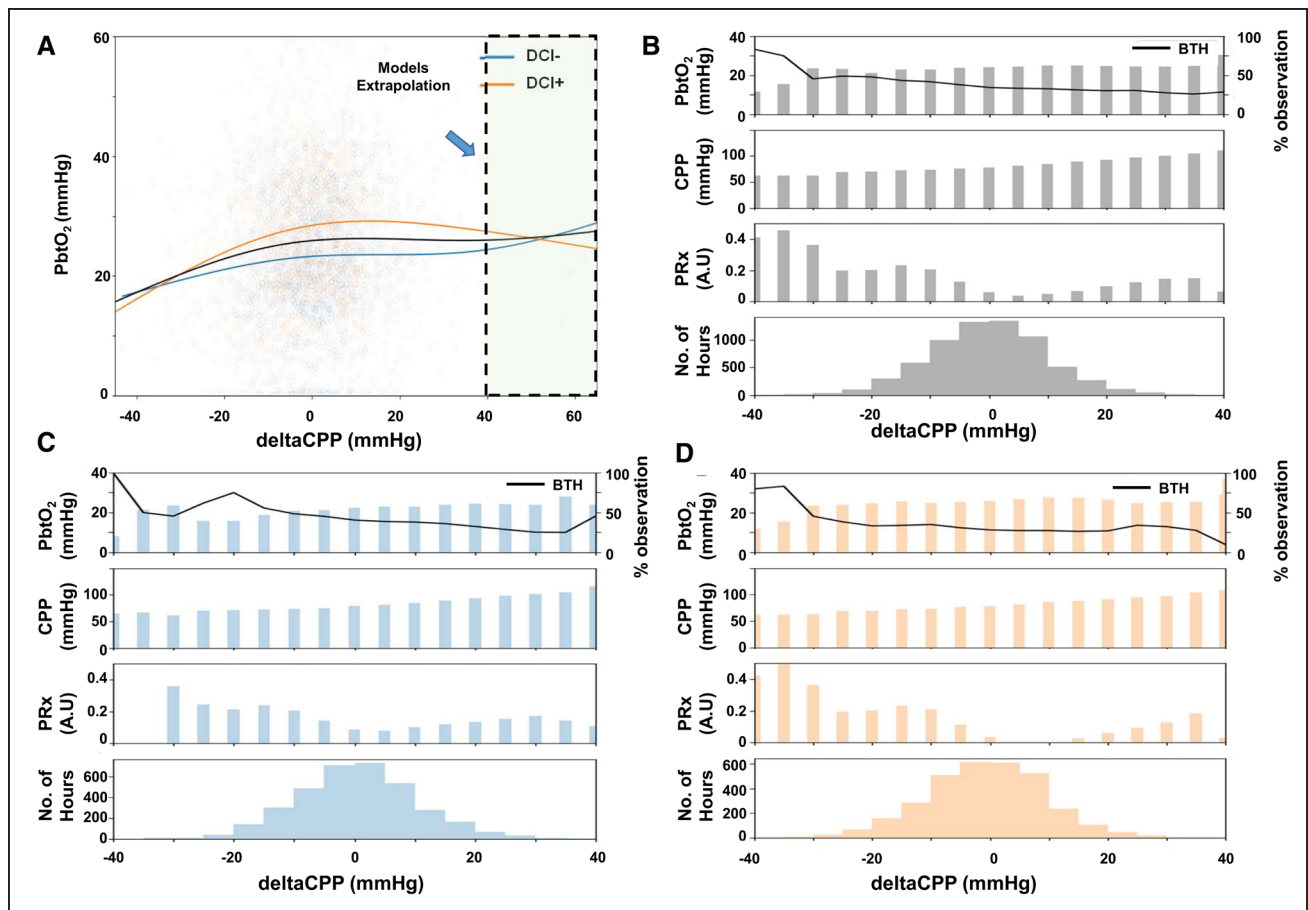 A
60
40
20
0
PbtO2 (mmHg)
Models
Extrapolation
DCI-
DCI+
-40
-20
0
20
40
60
deltaCPP (mmHg)
B
40
20
0
PbtO2
(mmHg)
BTH
100
50
0
% observation
100
50
0
CPP
(mmHg)
0.4
0.2
0
PRx
(A.U)
1000
500
0
No. of
Hours
-40
-20
0
20
40
deltaCPP (mmHg)
C
40
20
0
PbtO2
(mmHg)
BTH
100
50
0
% observation
100
50
0
CPP
(mmHg)
0.4
0.2
0
PRx
(A.U)
600
400
200
0
No. of
Hours
-40
-20
0
20
40
deltaCPP (mmHg)
D
40
20
0
PbtO2
(mmHg)
BTH
100
50
0
% observation
100
50
0
CPP
(mmHg)
0.4
0.2
0
PRx
(A.U)
600
400
200
0
No. of
Hours
-40
-20
0
20
40
deltaCPP (mmHg)